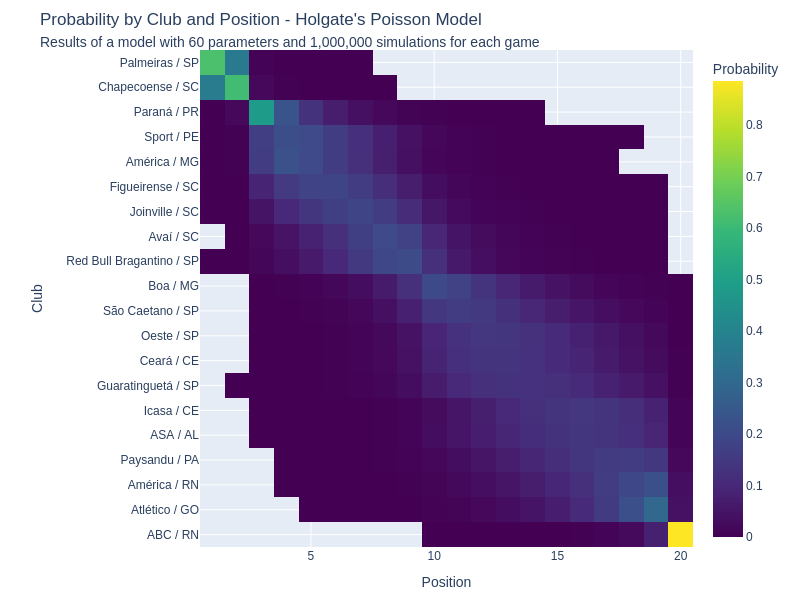 Probability by Club and Position - Holgate's Poisson Model
Results of a model with 60 parameters and 1,000,000 simulations for each game
Probability
Club
Palmeiras / SP
Chapecoense / SC
Paraná / PR
Sport / PE
América / MG
Figueirense / SC
Joinville / SC
Avaí / SC
Red Bull Bragantino / SP
Boa / MG
São Caetano / SP
Oeste / SP
Ceará / CE
Guaratinguetá / SP
Icasa / CE
ASA / AL
Paysandu / PA
América / RN
Atlético / GO
ABC / RN
5 10 15 20
Position
0.8
0.7
0.6
0.5
0.4
0.3
0.2
0.1
0